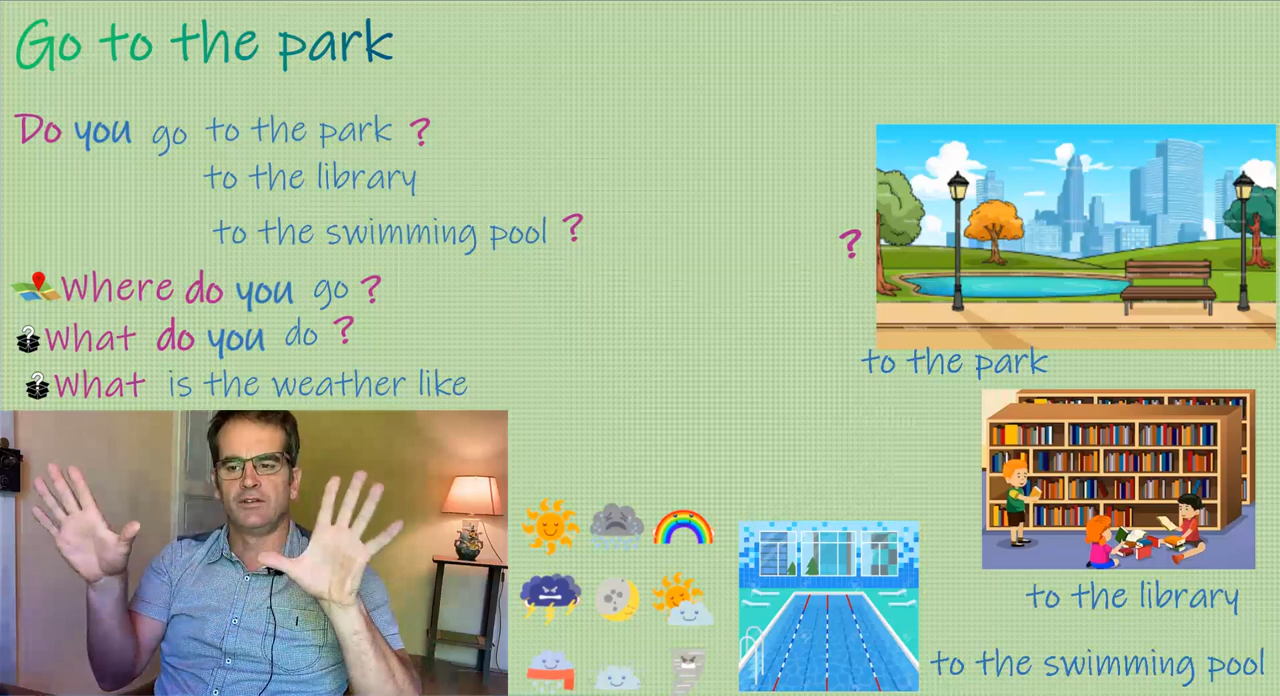 Go to the park
Do you go to the park ?
to the library
to the swimming pool ?
Where do you go ?
What do you do ?
What is the weather like
?
to the park
to the library
to the swimming pool